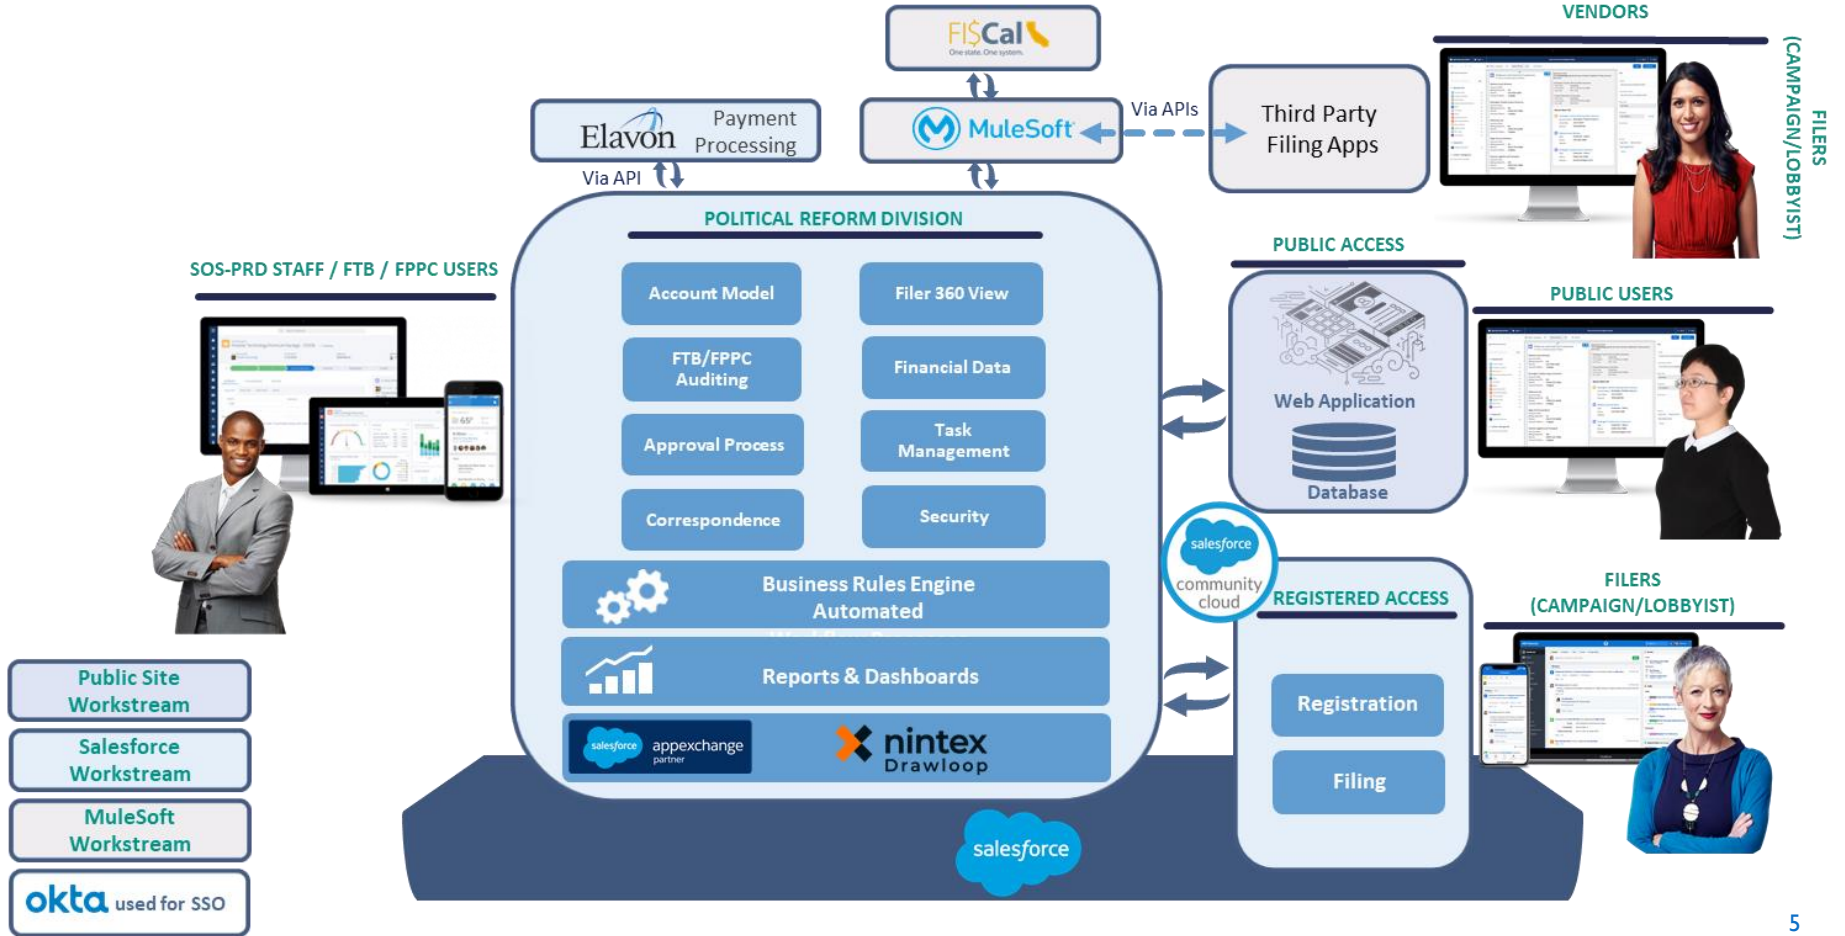 VENDORS
FILERS
(CAMPAIGN/LOBBYIST)
FI$Cal
One state. One system.
Elavon
Payment
Processing
MuleSoft
Via APIs
Third Party
Filing Apps
Via API
POLITICAL REFORM DIVISION
SOS-PRD STAFF / FTB / FPPC USERS
Account Model
Filer 360 View
FTB/FPPC
Auditing
Financial Data
Approval Process
Task
Management
Correspondence
Security
Business Rules Engine
Automated
Reports & Dashboards
salesforce
appexchange
partner
nintex
Drawloop
PUBLIC ACCESS
Web Application
Database
PUBLIC USERS
salesforce
community
cloud
REGISTERED ACCESS
Registration
Filing
FILERS
(CAMPAIGN/LOBBYIST)
Public Site
Workstream
Salesforce
Workstream
MuleSoft
Workstream
okta used for SSO
salesforce
5